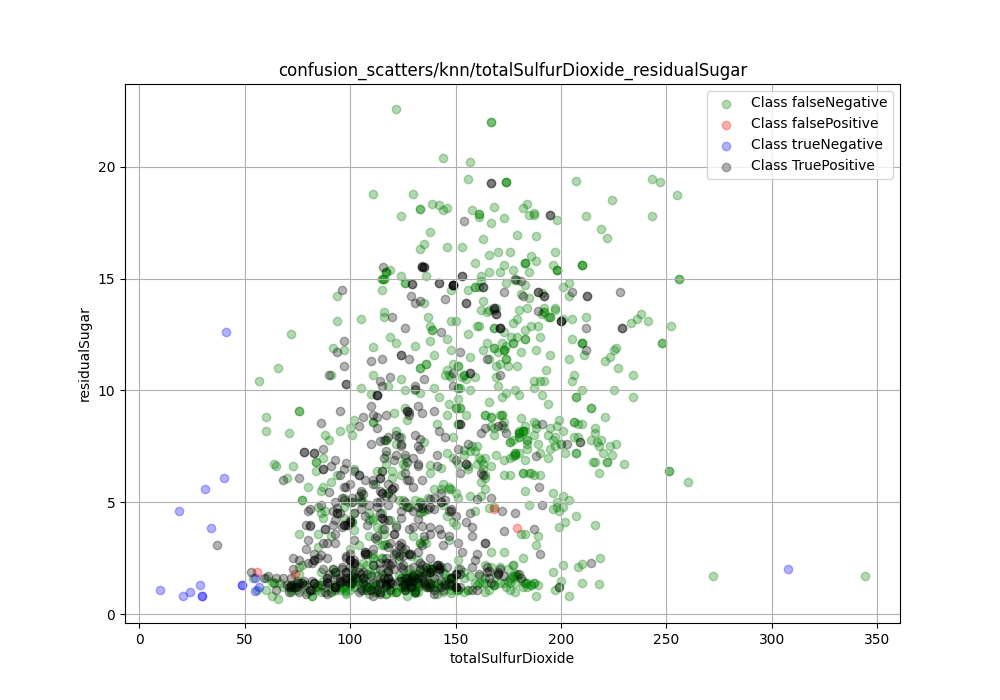 confusion_scatters/knn/totalSulfurDioxide_residualSugar
Class falseNegative
Class falsePositive
Class trueNegative
Class TruePositive
residualSugar
20
15
10
5
0
0 50 100 150 200 250 300 350
totalSulfurDioxide